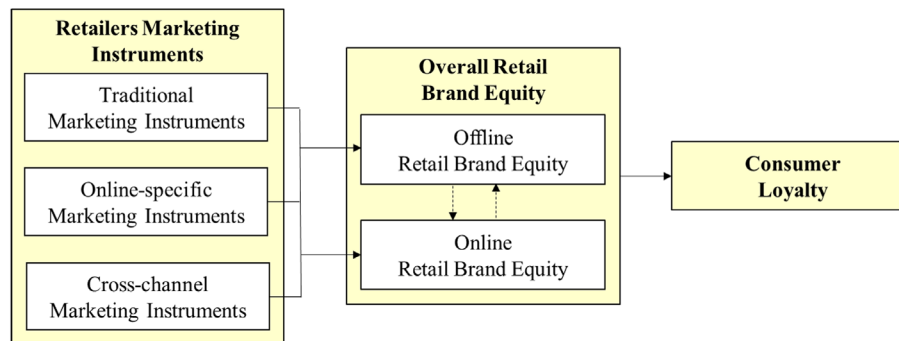 Retailers Marketing
Instruments
Traditional
Marketing Instruments
Online-specific
Marketing Instruments
Cross-channel
Marketing Instruments
Overall Retail
Brand Equity
Offline
Retail Brand Equity
Online
Retail Brand Equity
Consumer
Loyalty